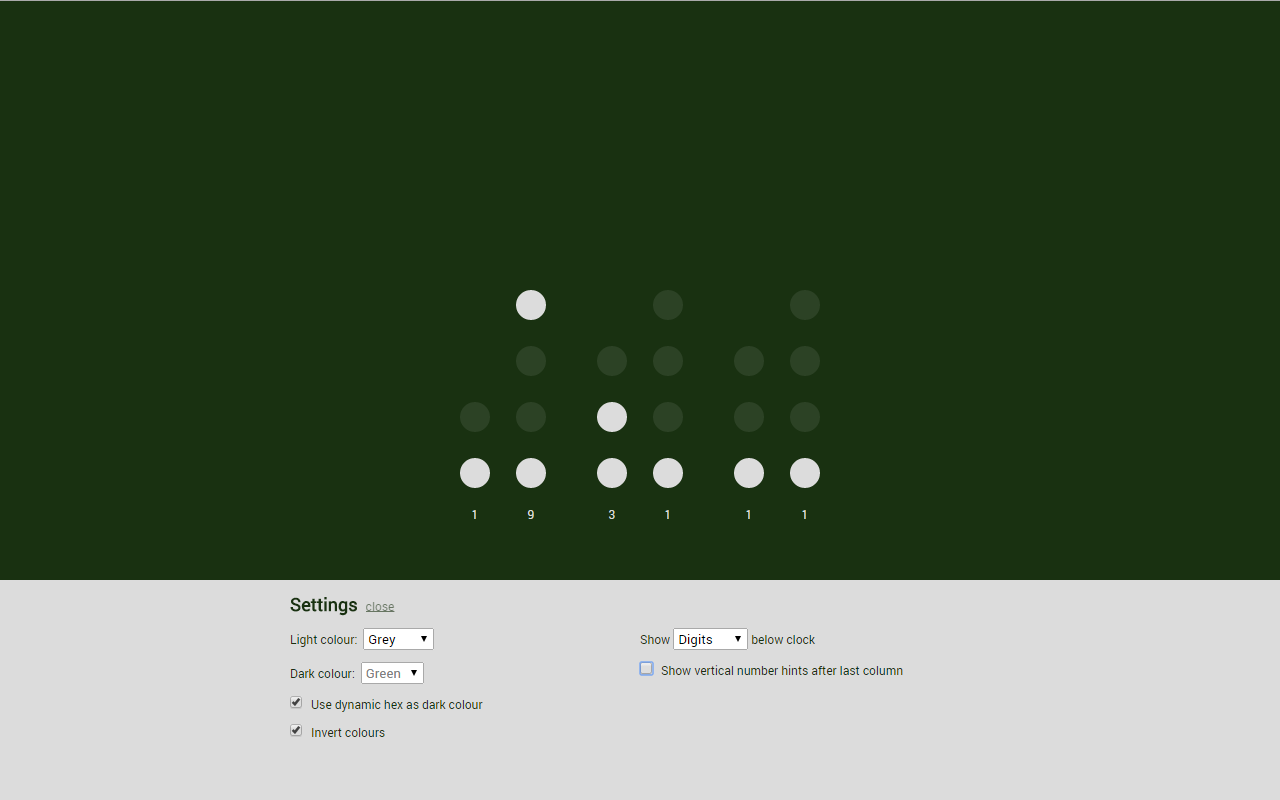 1 9 3 1 1 1
Settings close
Light colour: Grey
Show Digits below clock
Dark colour: Green
Show vertical number hints after last column
Use dynamic hex as dark colour
Invert colours